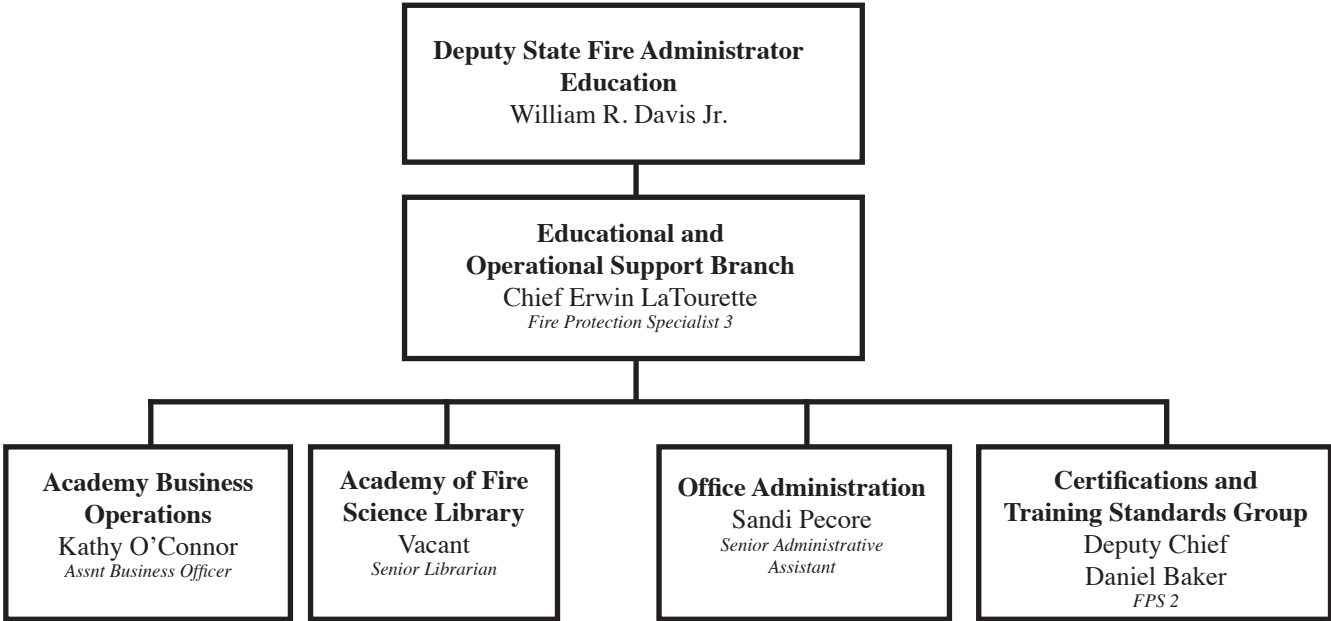 Deputy State Fire Administrator
Education
William R. Davis Jr.
Educational and
Operational Support Branch
Chief Erwin LaTourette
Fire Protection Specialist 3
Academy Business
Operations
Kathy O’Connor
Assnt Business Officer
Academy of Fire
Science Library
Vacant
Senior Librarian
Office Administration
Sandi Pecore
Senior Administrative
Assistant
Certifications and
Training Standards Group
Deputy Chief
Daniel Baker
FPS 2